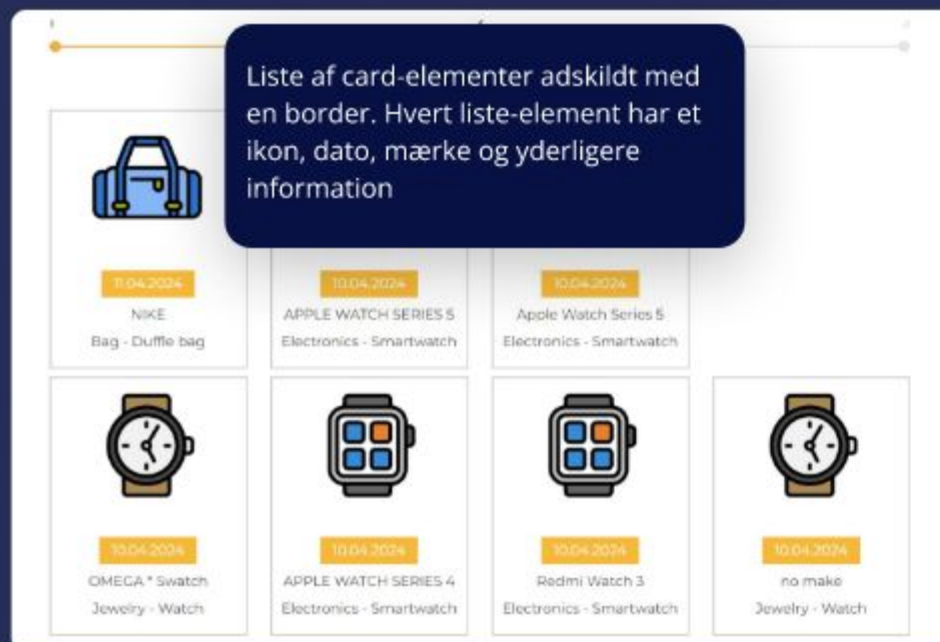 Liste af card-elementer adskildt med
en border. Hvert liste-element har et
ikon, dato, mærke og yderligere
information
11.04.2024
10.04.2024
10.04.2024
NIKE
APPLE WATCH SERIES 5
Apple Watch Series 5
Bag - Duffle bag
Electronics - Smartwatch
Electronics - Smartwatch
10.04.2024
10.04.2024
10.04.2024
10.04.2024
OMEGA * Swatch
APPLE WATCH SERIES 4
Redmi Watch 3
no make
Jewelry - Watch
Electronics - Smartwatch
Electronics - Smartwatch
Jewelry - Watch